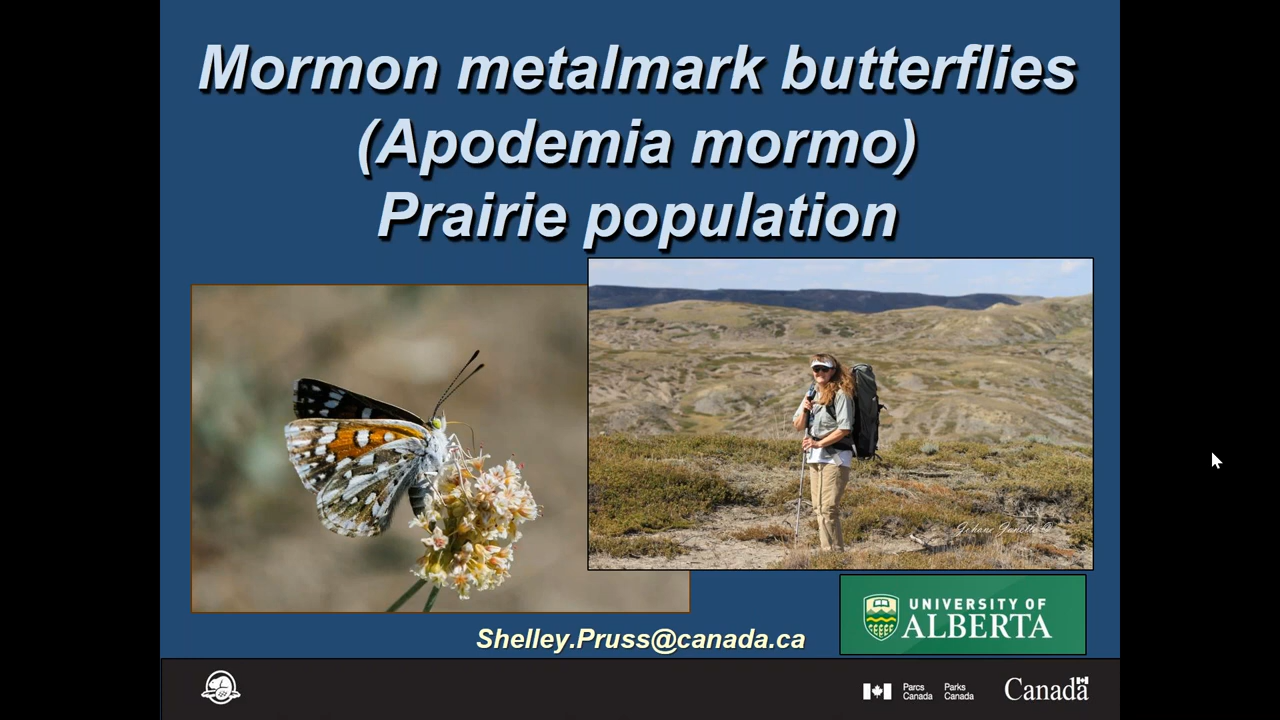 Mormon metalmark butterflies
(Apodemia mormo)
Prairie population
Shelley.Pruss@canada.ca
UNIVERSITY OF
ALBERTA
Parcs
Canada
Parks
Canada
Canada